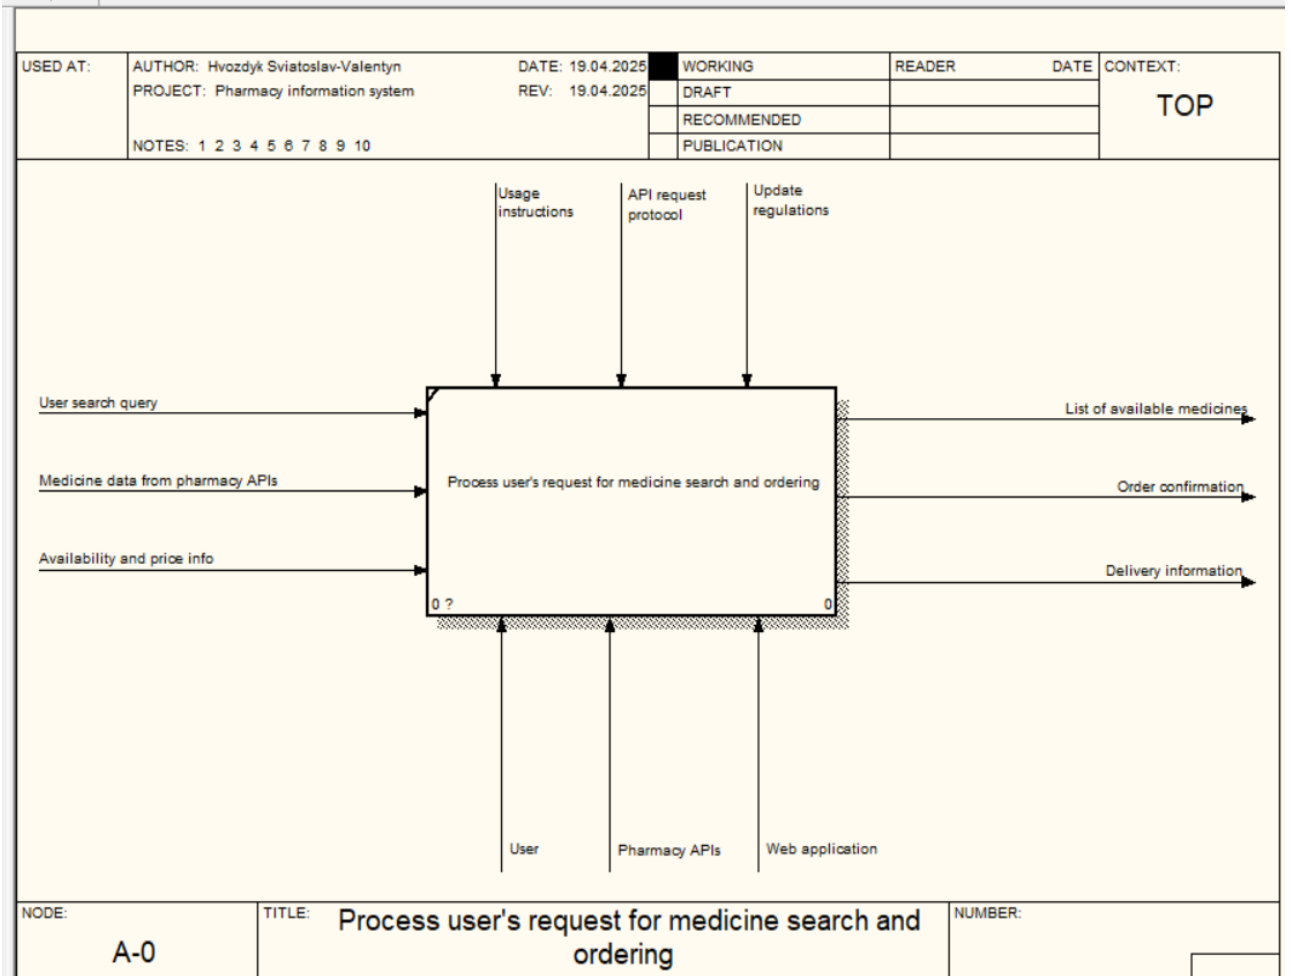 USED AT:
AUTHOR: Hvozdyk Sviatoslav-Valentyn
DATE: 19.04.2025
PROJECT: Pharmacy information system
REV: 19.04.2025
NOTES: 1 2 3 4 5 6 7 8 9 10
WORKING
DRAFT
RECOMMENDED
PUBLICATION
READER
DATE
CONTEXT:
TOP
Usage
instructions
API request
protocol
Update
regulations
User search query
Medicine data from pharmacy APIs
Availability and price info
Process user's request for medicine search and ordering
0 ?
0
List of available medicines
Order confirmation
Delivery information
User
Pharmacy APIs
Web application
NODE:
A-0
TITLE:
Process user's request for medicine search and
ordering
NUMBER: